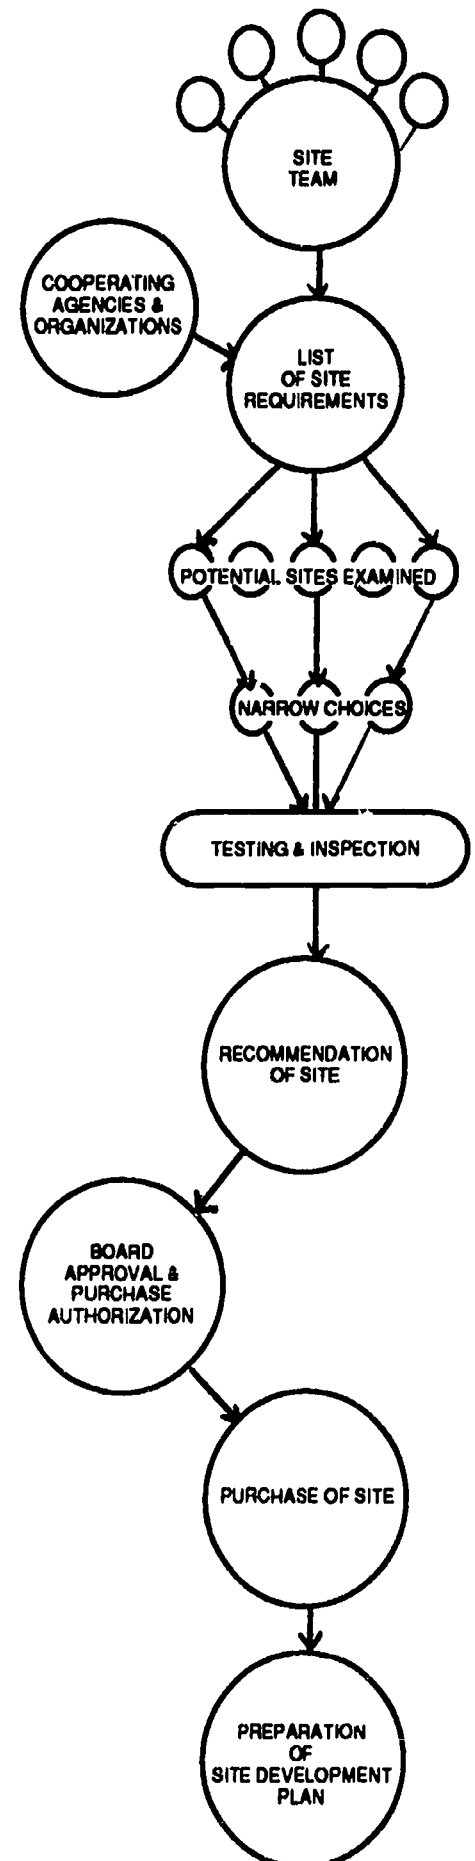 SITE
TEAM
COOPERATING
AGENCIES &
ORGANIZATIONS
LIST
OF SITE
REQUIREMENTS
POTENTIAL SITES EXAMINED
NARROW CHOICES
TESTING & INSPECTION
RECOMMENDATION
OF SITE
BOARD
APPROVAL &
PURCHASE
AUTHORIZATION
PURCHASE OF SITE
PREPARATION
OF
SITE DEVELOPMENT
PLAN